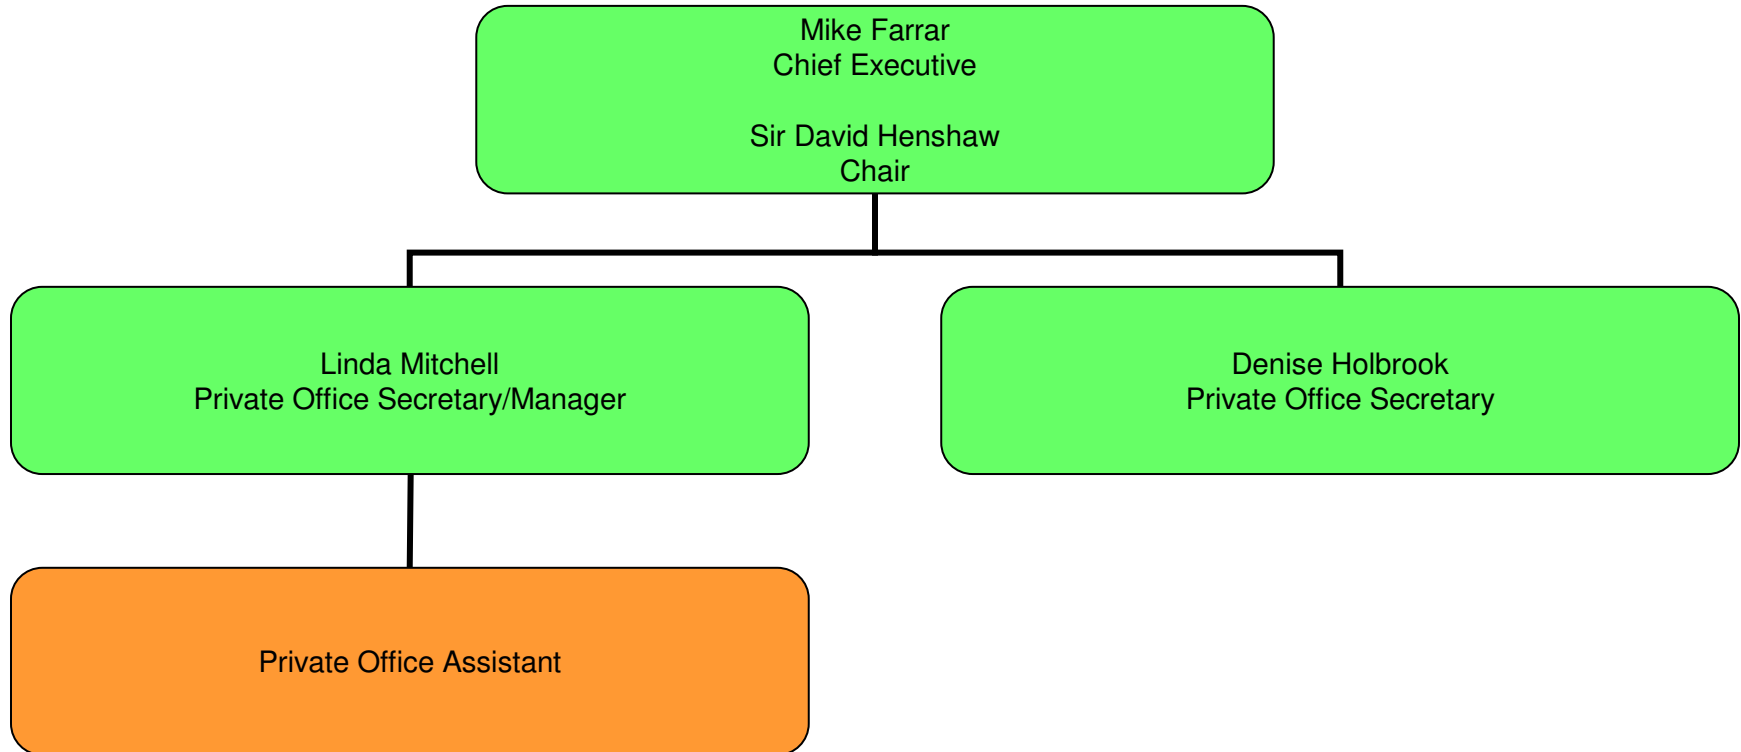 Mike Farrar
Chief Executive
Sir David Henshaw
Chair
Linda Mitchell
Private Office Secretary/Manager
Denise Holbrook
Private Office Secretary
Private Office Assistant